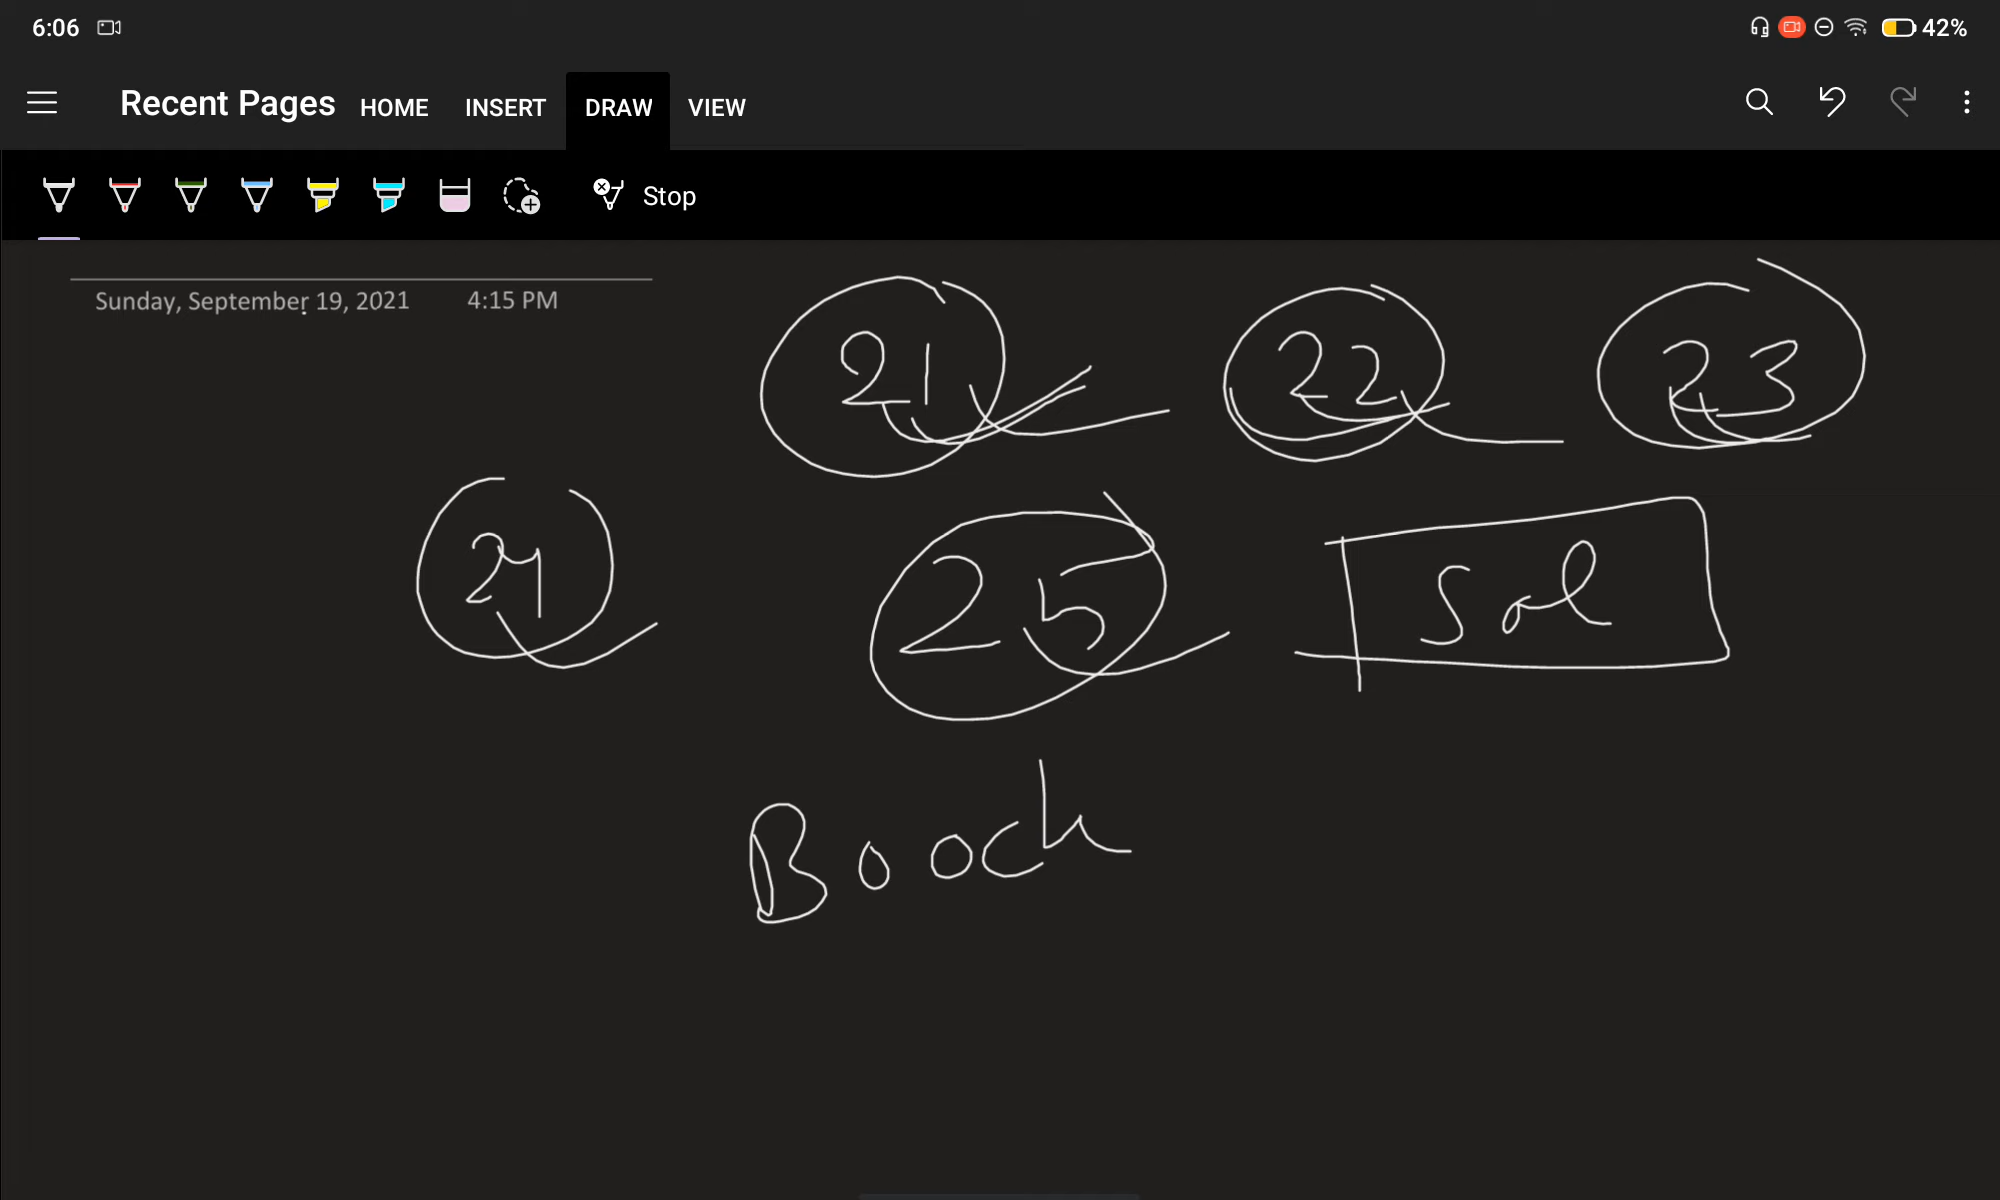 6:06 42%
Recent Pages HOME INSERT DRAW VIEW
Stop
Sunday, September 19, 2021 4:15 PM
21 22 23
24 25 Sol
Booch